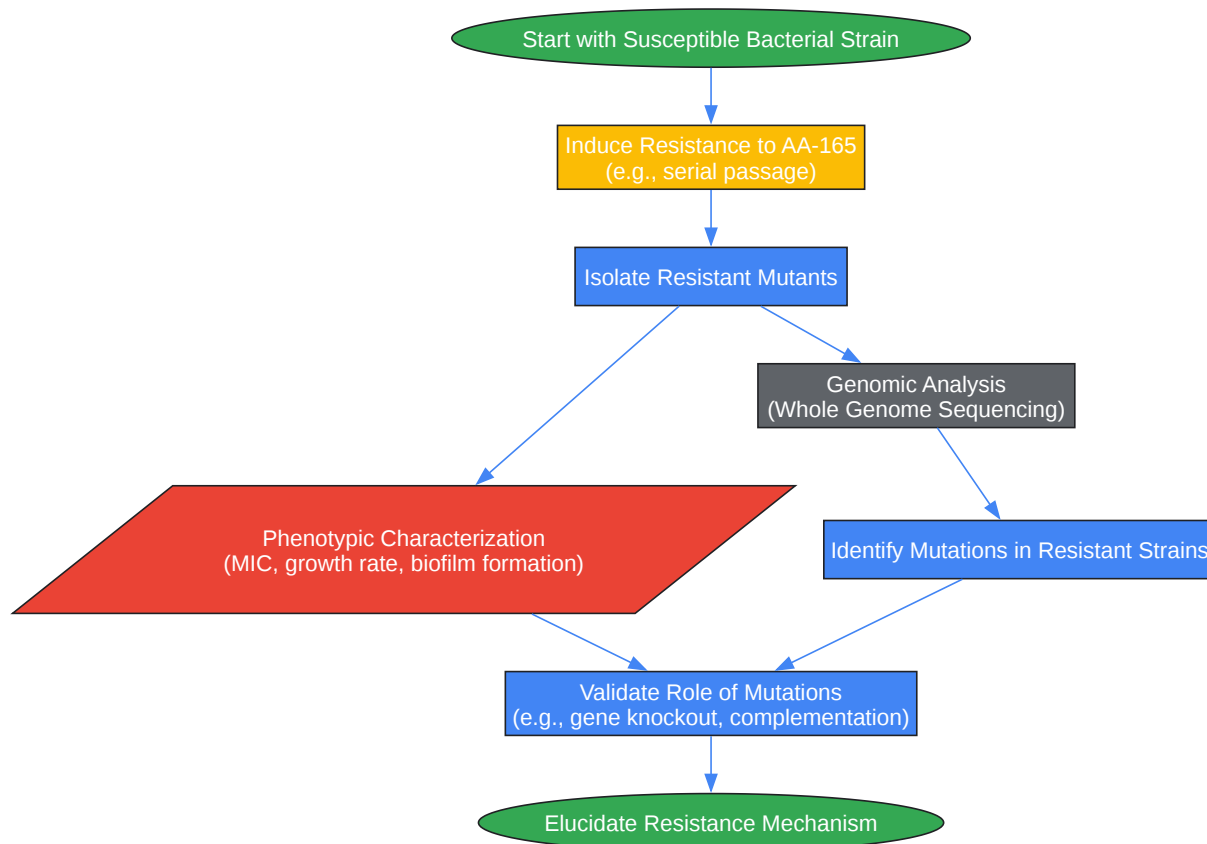 Start with Susceptible Bacterial Strain
Induce Resistance to AA-165
(e.g., serial passage)
Isolate Resistant Mutants
Genomic Analysis
(Whole Genome Sequencing)
Phenotypic Characterization
(MIC, growth rate, biofilm formation)
Identify Mutations in Resistant Strains
Validate Role of Mutations
(e.g., gene knockout, complementation)
Elucidate Resistance Mechanism